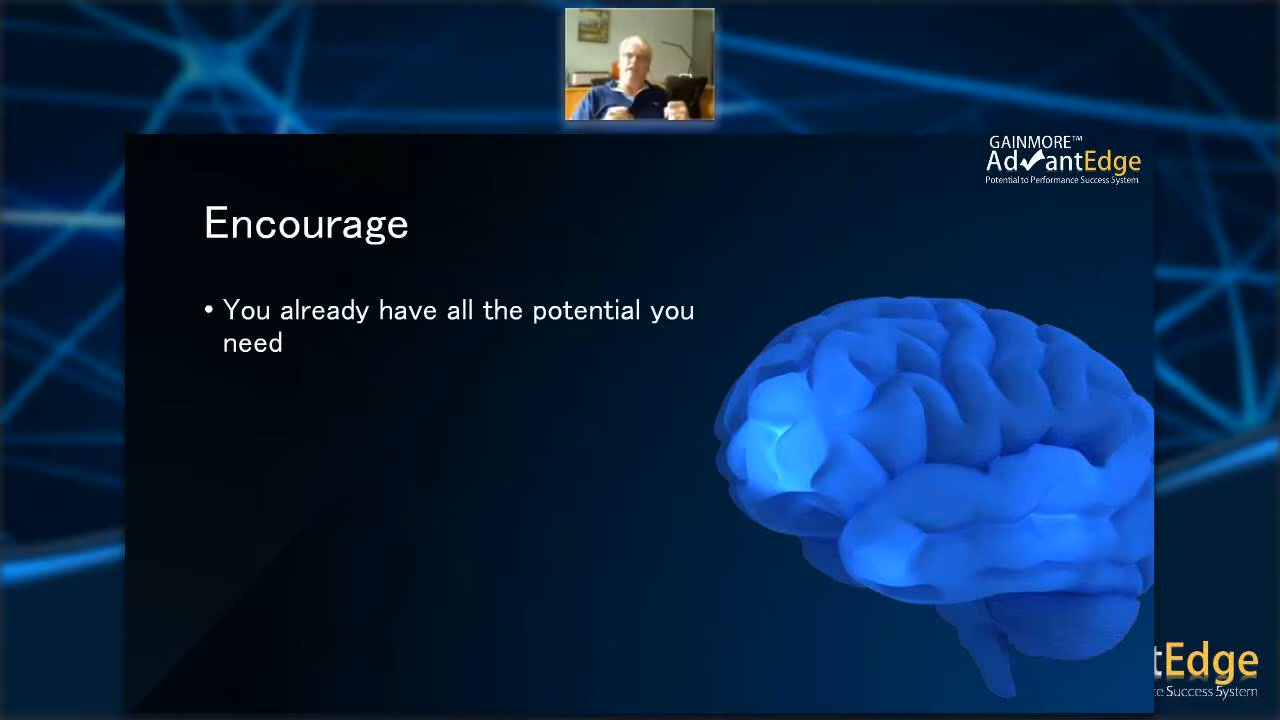 GAINMORE™
AdvantEdge
Potential to Performance Success System
Encourage
• You already have all the potential you
need
tEdge
ce Success System